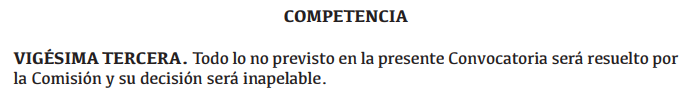 COMPETENCIA
VIGÉSIMA TERCERA. Todo lo no previsto en la presente Convocatoria será resuelto por
la Comisión y su decisión será inapelable.